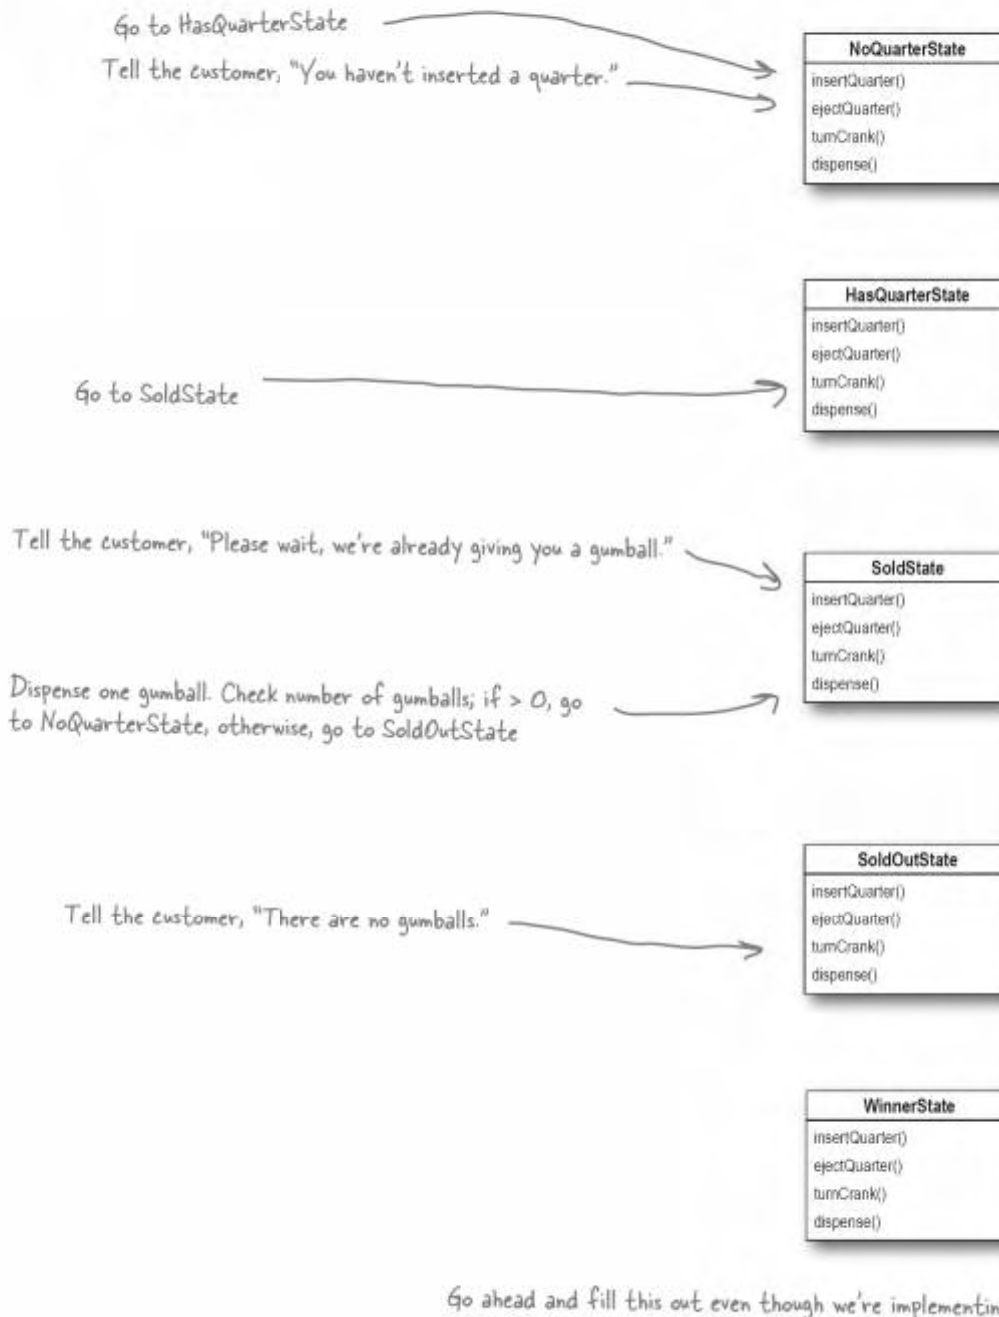 Go to HasQuarterState
Tell the customer, "You haven't inserted a quarter."
NoQuarterState
insertQuarter()
ejectQuarter()
turnCrank()
dispense()
HasQuarterState
insertQuarter()
ejectQuarter()
turnCrank()
dispense()
Go to SoldState
Tell the customer, "Please wait, we're already giving you a gumball."
SoldState
insertQuarter()
ejectQuarter()
turnCrank()
dispense()
Dispense one gumball. Check number of gumballs; if > 0, go
to NoQuarterState, otherwise, go to SoldOutState
SoldOutState
insertQuarter()
ejectQuarter()
turnCrank()
dispense()
Tell the customer, "There are no gumballs."
WinnerState
insertQuarter()
ejectQuarter()
turnCrank()
dispense()
Go ahead and fill this out even though we're